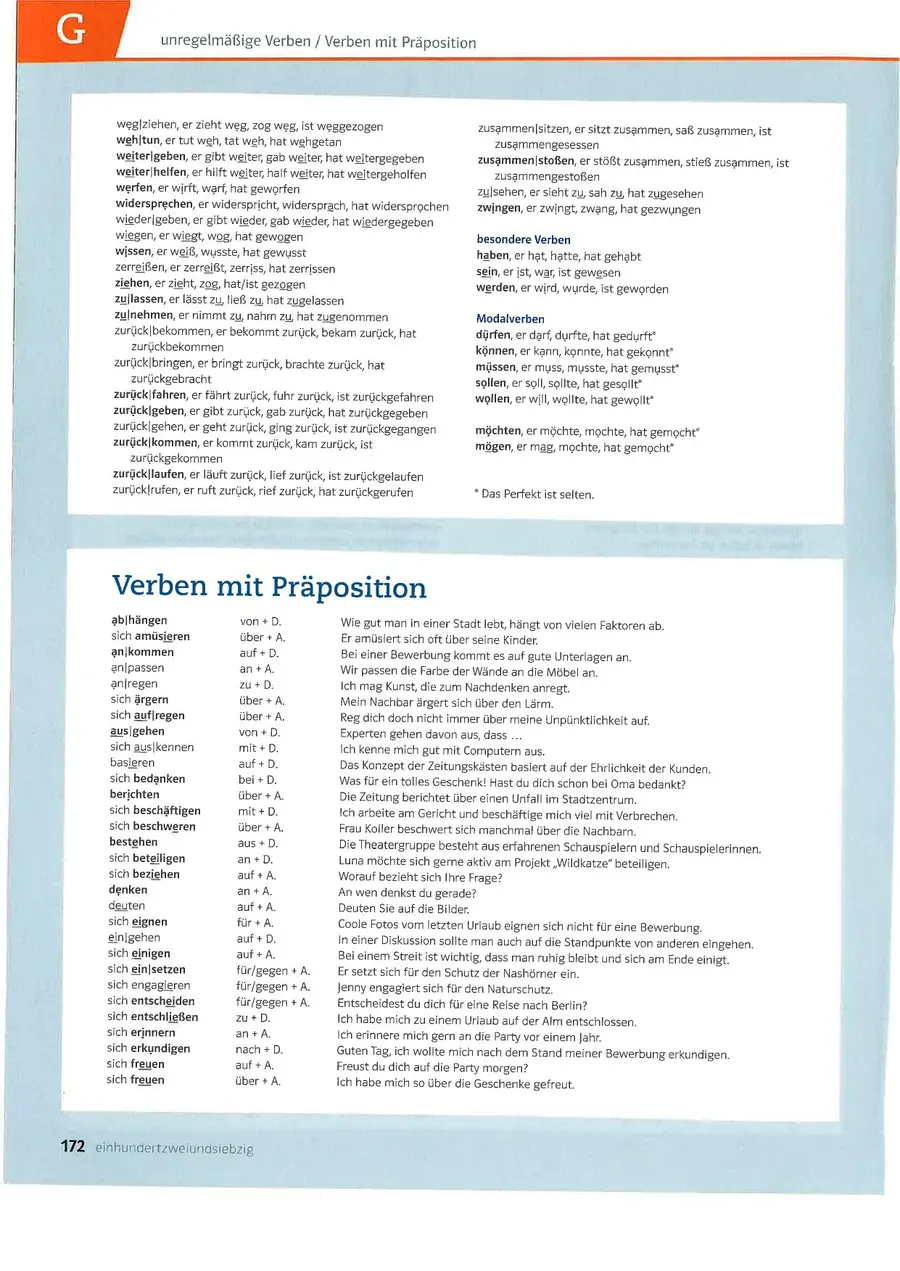 G
unregelmäßige Verben / Verben mit Präposition
weg|ziehen, er zieht weg, zog weg, ist weggezogen
weh|tun, er tut weh, tat weh, hat wehgetan
weiter|geben, er gibt weiter, gab weiter, hat weitergegeben
weiter|helfen, er hilft weiter, half weiter, hat weitergeholfen
werfen, er wirft, warf, hat geworfen
widersprechen, er widerspricht, widersprach, hat widersprochen
wieder|geben, er gibt wieder, gab wieder, hat wiedergegeben
wiegen, er wiegt, wog, hat gewogen
wissen, er weiß, wusste, hat gewusst
zerreißen, er zerreißt, zerriss, hat zerrissen
ziehen, er zieht, zog, hat/ist gezogen
zu|lassen, er lässt zu, ließ zu, hat zugelassen
zu|nehmen, er nimmt zu, nahm zu, hat zugenommen
zurück|bekommen, er bekommt zurück, bekam zurück, hat
zurückbekommen
zurück|bringen, er bringt zurück, brachte zurück, hat
zurückgebracht
zurück|fahren, er fährt zurück, fuhr zurück, ist zurückgefahren
zurück|geben, er gibt zurück, gab zurück, hat zurückgegeben
zurück|gehen, er geht zurück, ging zurück, ist zurückgegangen
zurück|kommen, er kommt zurück, kam zurück, ist
zurückgekommen
zurück|laufen, er läuft zurück, lief zurück, ist zurückgelaufen
zurück|rufen, er ruft zurück, rief zurück, hat zurückgerufen
zusammen|sitzen, er sitzt zusammen, saß zusammen, ist
zusammengesessen
zusammen|stoßen, er stößt zusammen, stieß zusammen, ist
zusammengestoßen
zu|sehen, er sieht zu, sah zu, hat zugesehen
zwingen, er zwingt, zwang, hat gezwungen
besondere Verben
haben, er hat, hatte, hat gehabt
sein, er ist, war, ist gewesen
werden, er wird, wurde, ist geworden
Modalverben
dürfen, er darf, durfte, hat gedurft*
können, er kann, konnte, hat gekonnt*
müssen, er muss, musste, hat gemusst*
sollen, er soll, sollte, hat gesollt*
wollen, er will, wollte, hat gewollt*
möchten, er möchte, mochte, hat gemocht*
mögen, er mag, mochte, hat gemocht*
* Das Perfekt ist selten.
Verben mit Präposition
ab|hängen von + D. Wie gut man in einer Stadt lebt, hängt von vielen Faktoren ab.
sich amüsieren über + A. Er amüsiert sich oft über seine Kinder.
an|kommen auf + D. Bei einer Bewerbung kommt es auf gute Unterlagen an.
an|passen an + A. Wir passen die Farbe der Wände an die Möbel an.
an|regen zu + D. Ich mag Kunst, die zum Nachdenken anregt.
sich ärgern über + A. Mein Nachbar ärgert sich über den Lärm.
sich auf|regen über + A. Reg dich doch nicht immer über meine Unpünktlichkeit auf.
aus|gehen von + D. Experten gehen davon aus, dass ...
sich aus|kennen mit + D. Ich kenne mich gut mit Computern aus.
basieren auf + D. Das Konzept der Zeitungskästen basiert auf der Ehrlichkeit der Kunden.
sich bedanken bei + D. Was für ein tolles Geschenk! Hast du dich schon bei Oma bedankt?
berichten über + A. Die Zeitung berichtet über einen Unfall im Stadtzentrum.
sich beschäftigen mit + D. Ich arbeite am Gericht und beschäftige mich viel mit Verbrechen.
sich beschweren über + A. Frau Koller beschwert sich manchmal über die Nachbarn.
bestehen aus + D. Die Theatergruppe besteht aus erfahrenen Schauspielern und Schauspielerinnen.
sich beteiligen an + D. Luna möchte sich gerne aktiv am Projekt „Wildkatze" beteiligen.
sich beziehen auf + A. Worauf bezieht sich Ihre Frage?
denken an + A. An wen denkst du gerade?
deuten auf + A. Deuten Sie auf die Bilder.
sich eignen für + A. Coole Fotos vom letzten Urlaub eignen sich nicht für eine Bewerbung.
ein|gehen auf + D. In einer Diskussion sollte man auch auf die Standpunkte von anderen eingehen.
sich einigen auf + A. Bei einem Streit ist wichtig, dass man ruhig bleibt und sich am Ende einigt.
sich ein|setzen für/gegen + A. Er setzt sich für den Schutz der Nashörner ein.
sich engagieren für/gegen + A. Jenny engagiert sich für den Naturschutz.
sich entscheiden für/gegen + A. Entscheidest du dich für eine Reise nach Berlin?
sich entschließen zu + D. Ich habe mich zu einem Urlaub auf der Alm entschlossen.
sich erinnern an + A. Ich erinnere mich gern an die Party vor einem Jahr.
sich erkundigen nach + D. Guten Tag, ich wollte mich nach dem Stand meiner Bewerbung erkundigen.
sich freuen auf + A. Freust du dich auf die Party morgen?
sich freuen über + A. Ich habe mich so über die Geschenke gefreut.
172 einhundertzweiundsiebzig